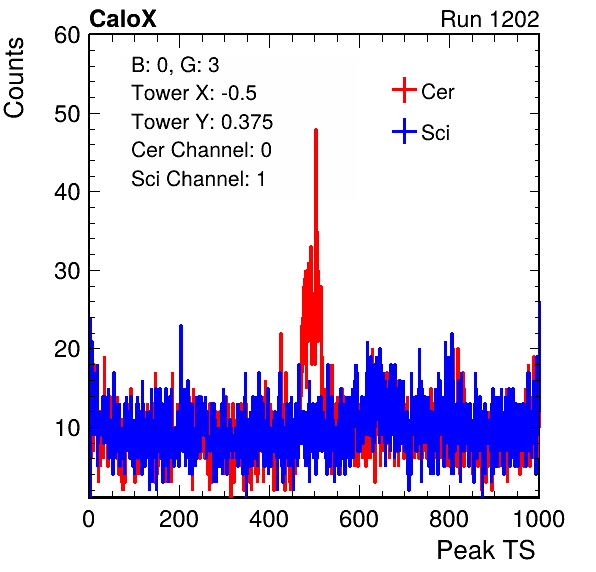 CaloX Run 1202
Counts
60
50
40
30
20
10
B: 0, G: 3
Tower X: -0.5
Tower Y: 0.375
Cer Channel: 0
Sci Channel: 1
Cer
Sci
0 200 400 600 800 1000
Peak TS